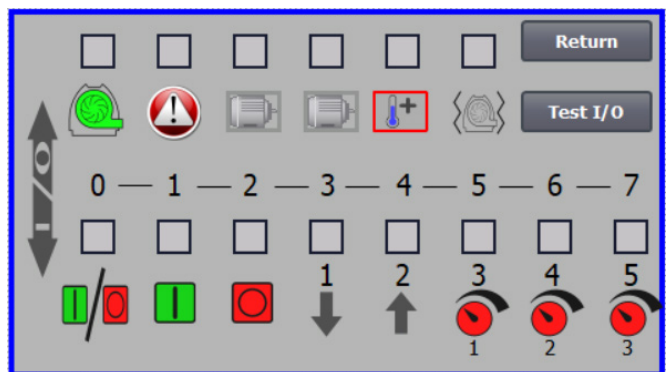 Return
Test I/O
I/O
0 — 1 — 2 — 3 — 4 — 5 — 6 — 7
1 2 3 4 5
1 2 3